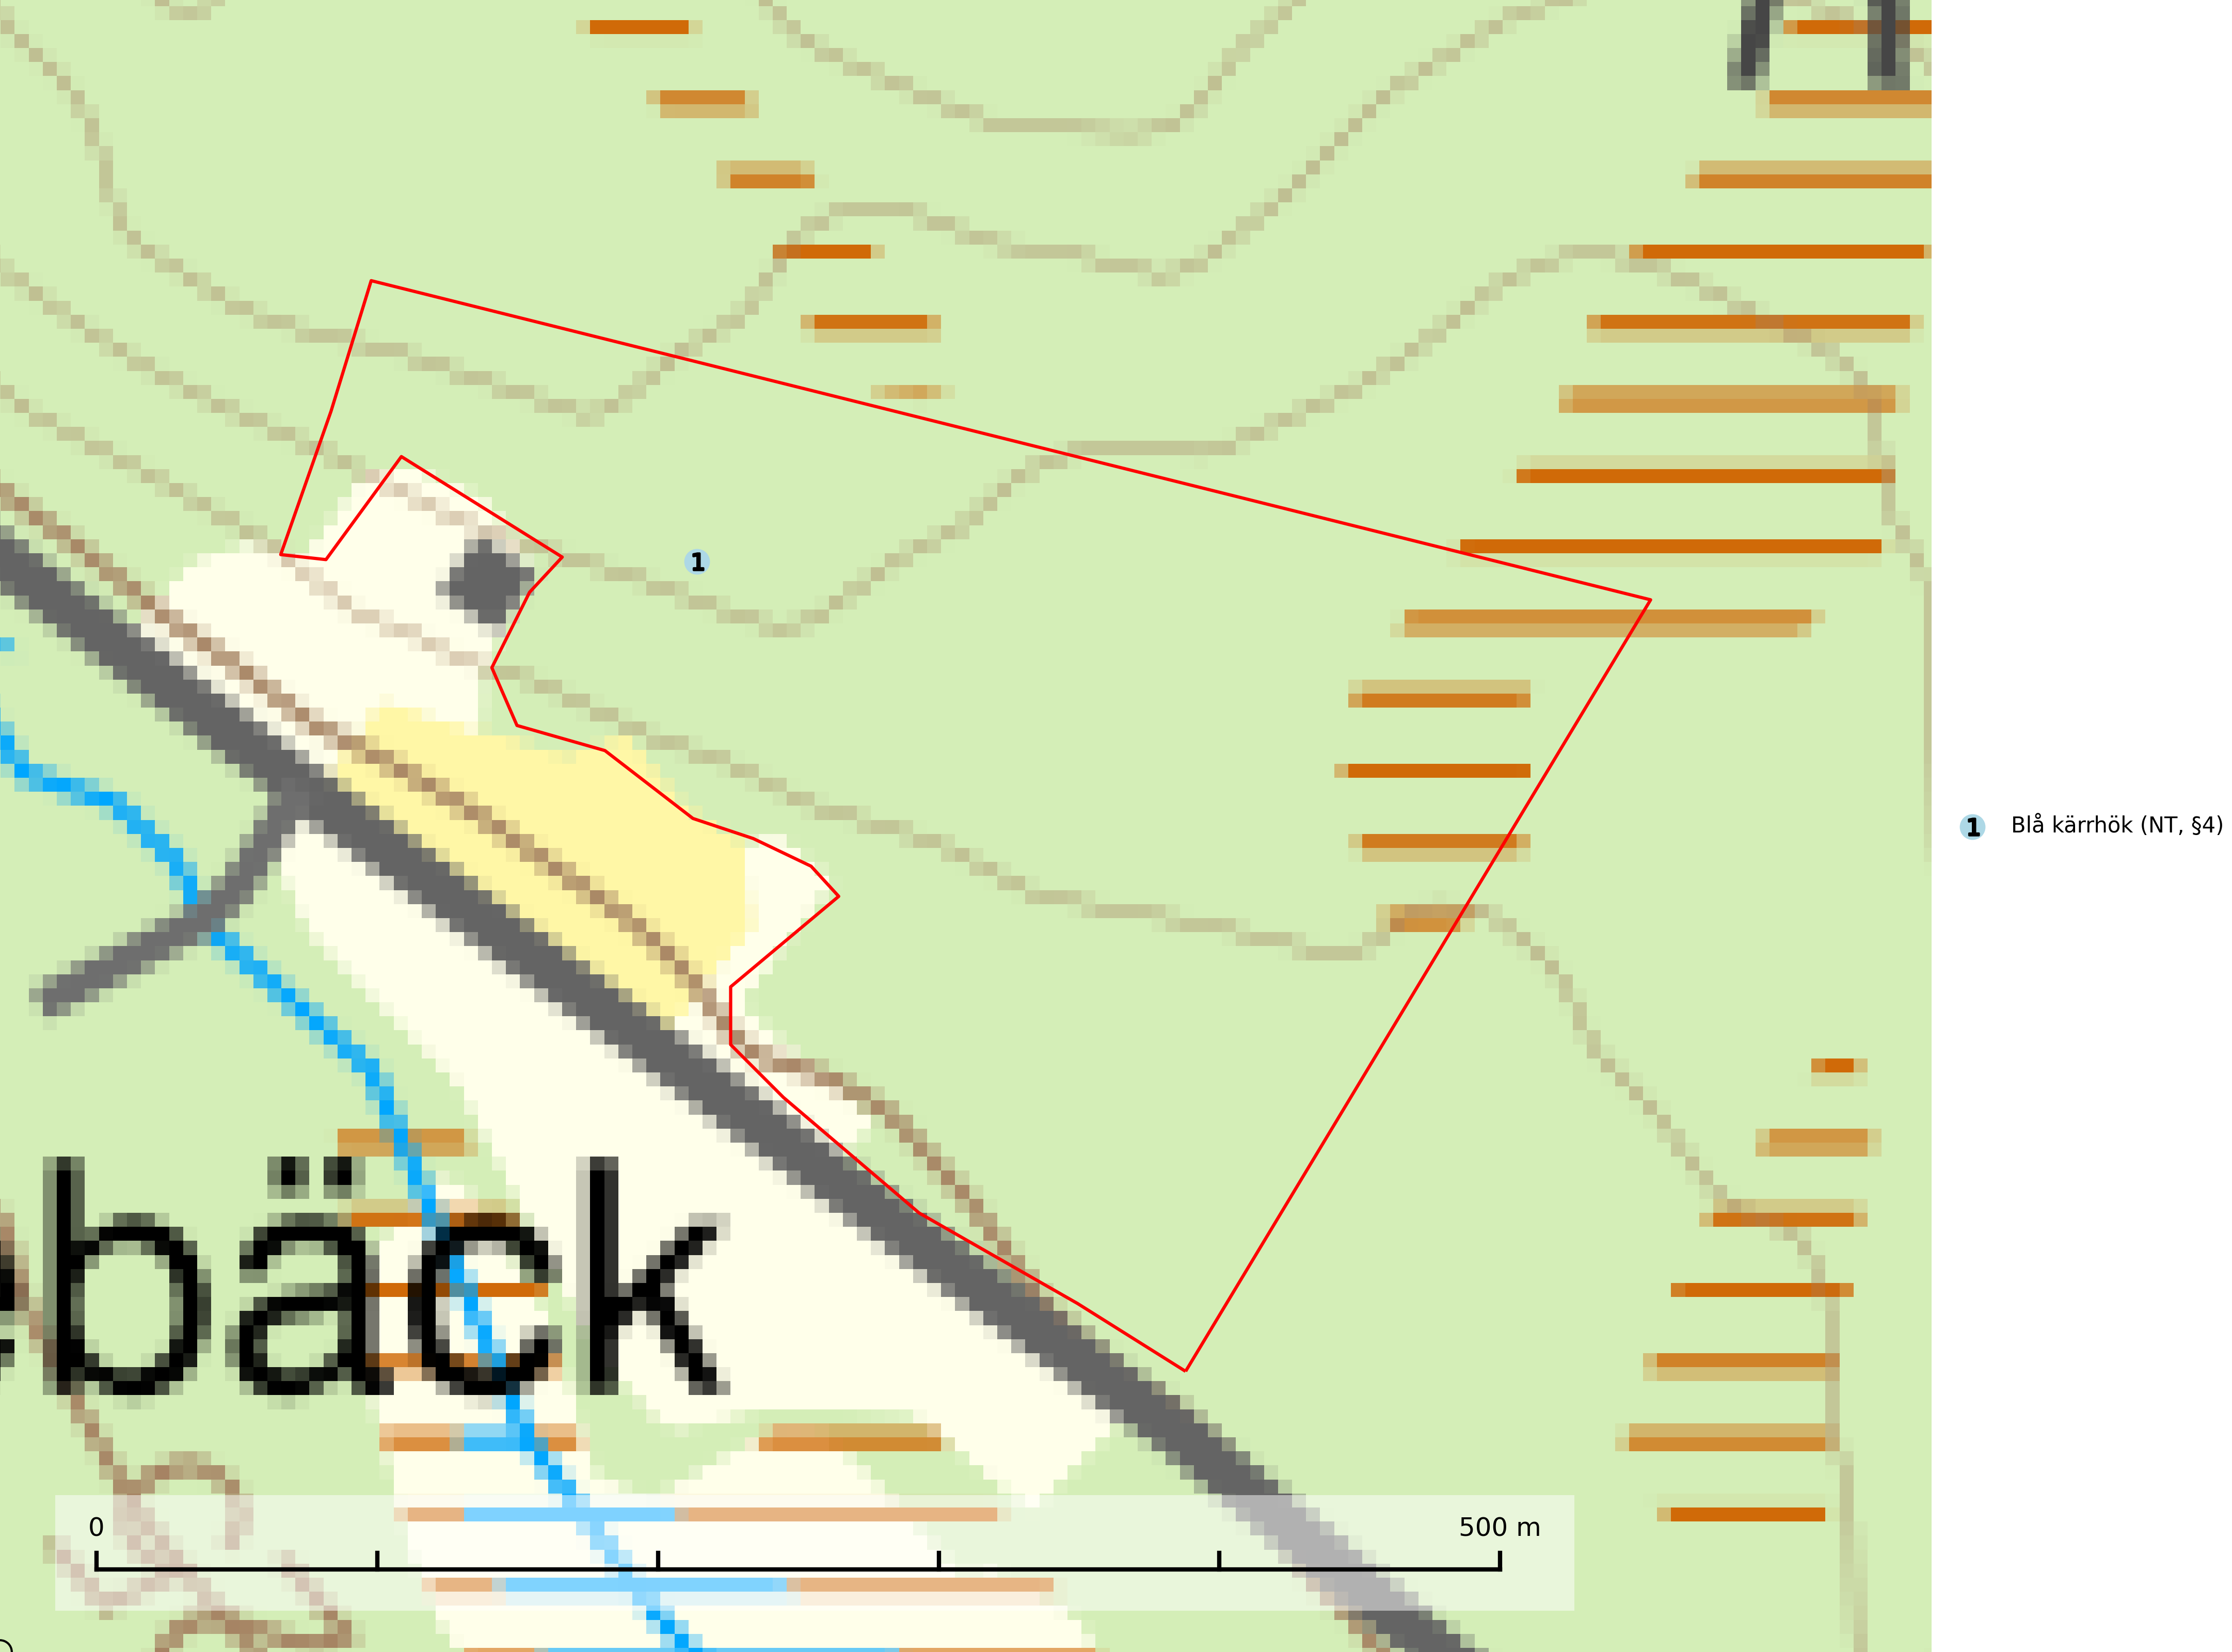 1
1 Blå kärrhök (NT, §4)
bäck
0 500 m